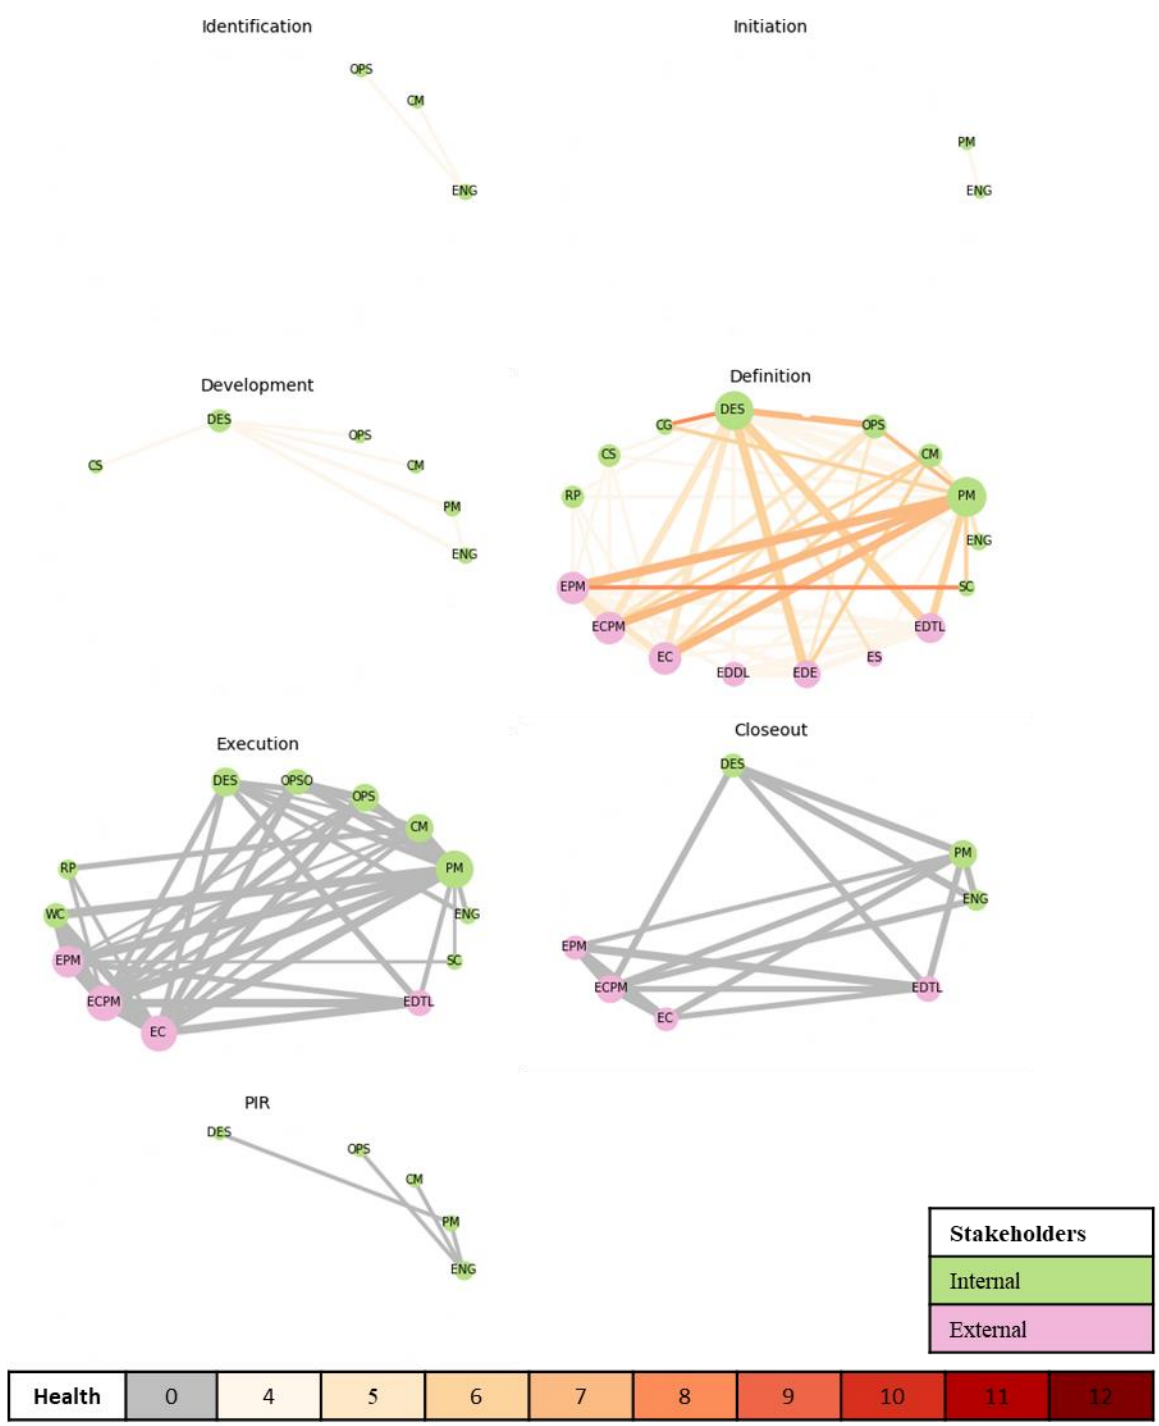 Identification
OPS
CM
ENG
Initiation
PM
ENG
Development
DES
OPS
CS
CM
PM
ENG
Definition
DES
CG
OPS
CS
CM
RP
PM
ENG
EPM
SC
ECPM
EDTL
EC
ES
EDDL
EDE
Execution
DES
OPSO
OPS
CM
RP
PM
WC
ENG
EPM
SC
ECPM
EDTL
EC
Closeout
DES
PM
ENG
EPM
ECPM
EDTL
EC
PIR
DES
OPS
CM
PM
ENG
Stakeholders
Internal
External
Health 0 4 5 6 7 8 9 10 11 12